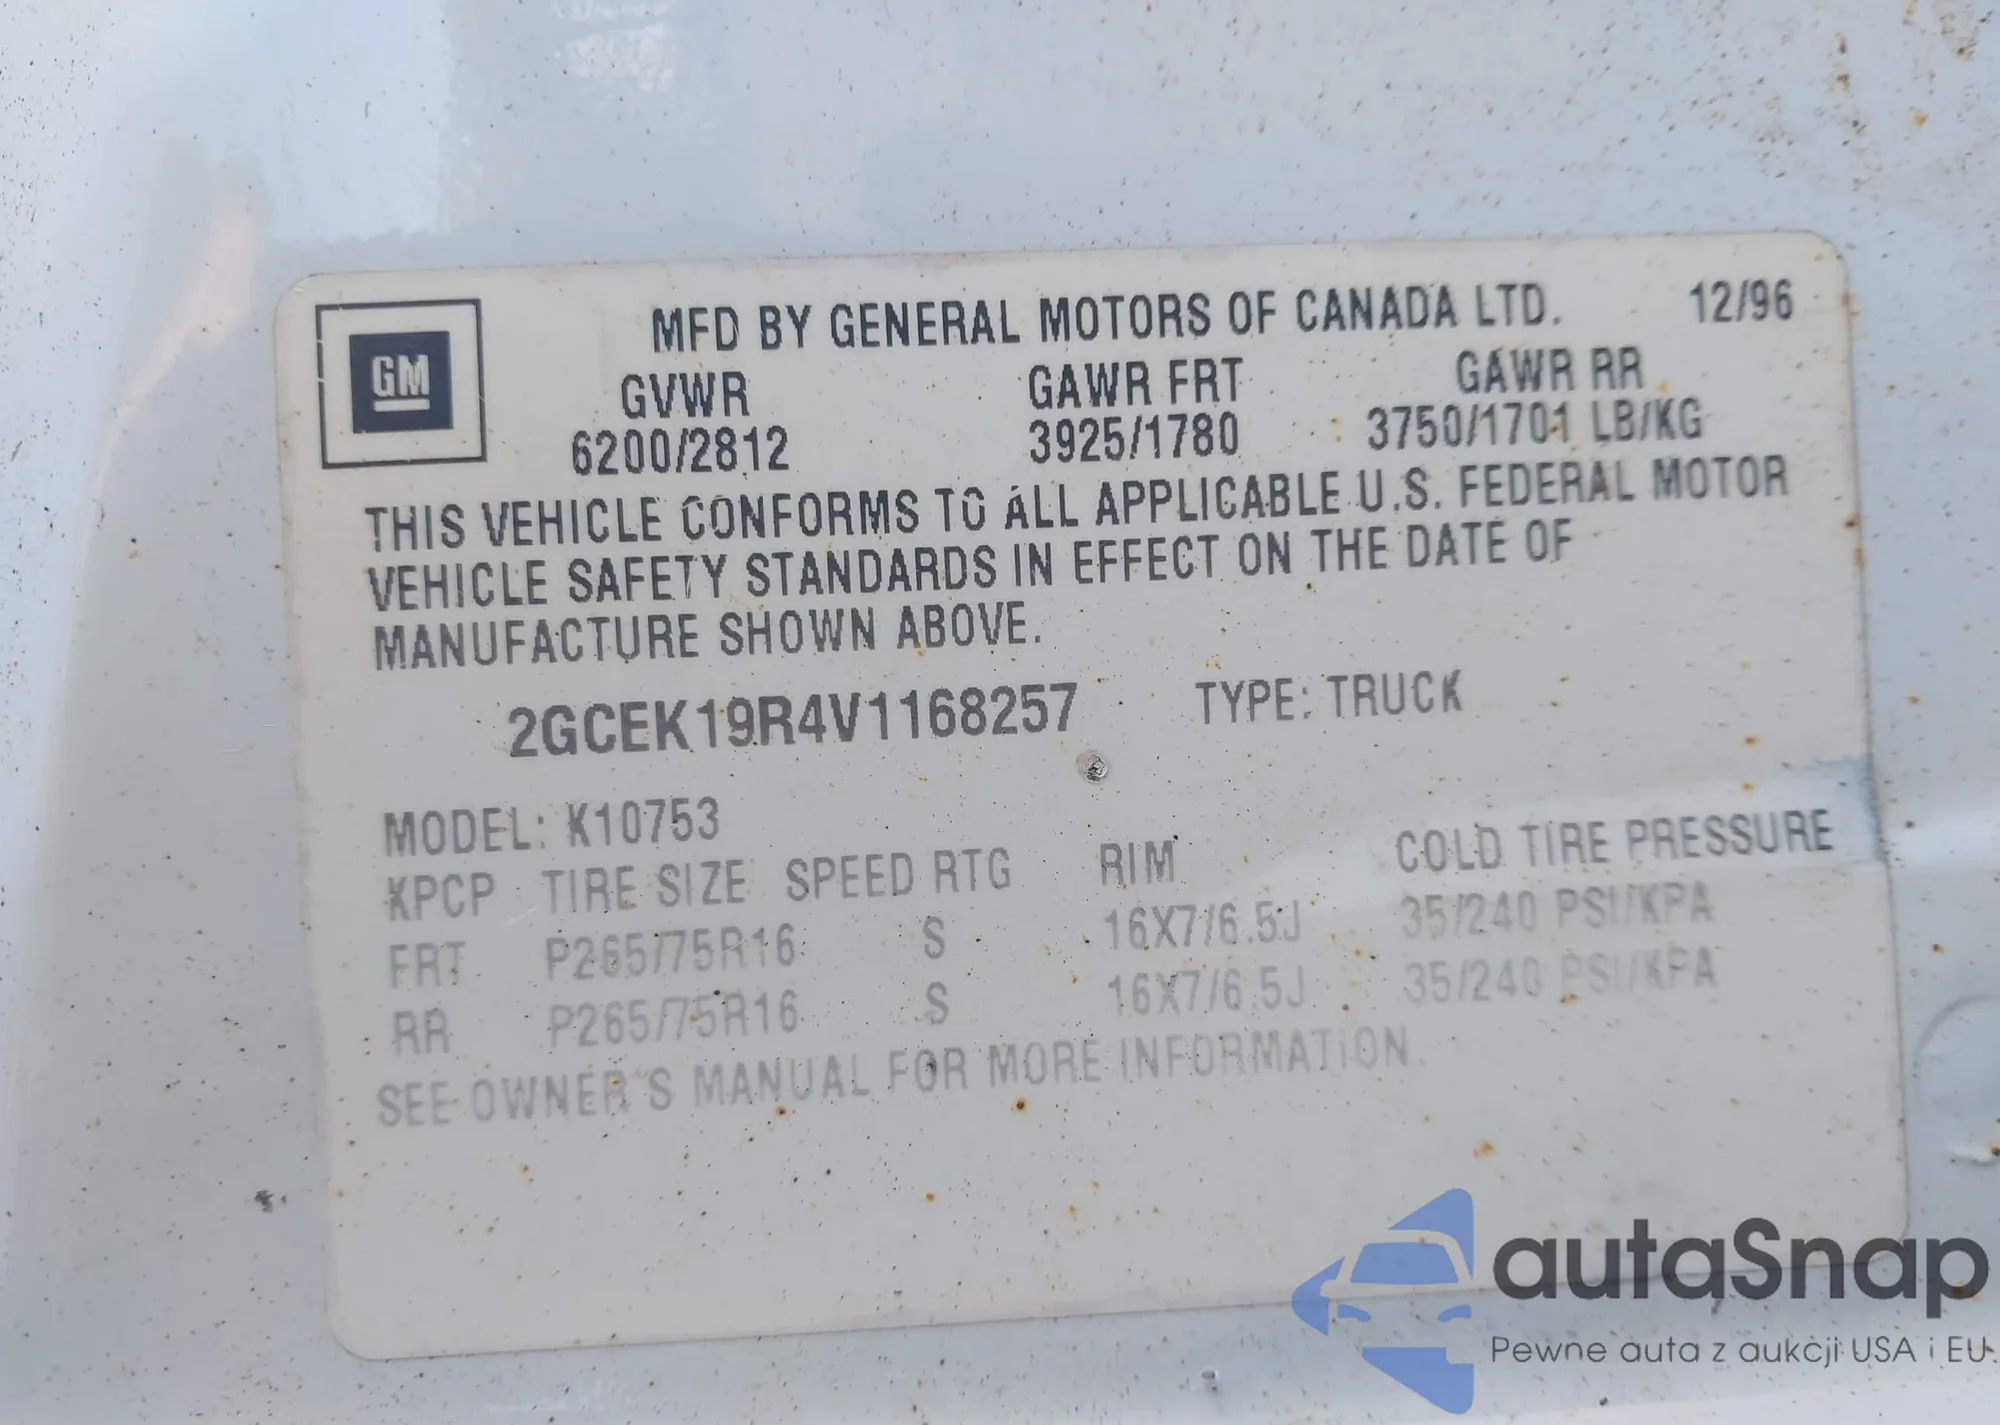 GM
MFD BY GENERAL MOTORS OF CANADA LTD. 12/96
GVWR GAWR FRT GAWR RR
6200/2812 3925/1780 3750/1701 LB/KG
THIS VEHICLE CONFORMS TO ALL APPLICABLE U.S. FEDERAL MOTOR
VEHICLE SAFETY STANDARDS IN EFFECT ON THE DATE OF
MANUFACTURE SHOWN ABOVE.
2GCEK19R4V1168257 TYPE: TRUCK
MODEL: K10753
KPCP TIRE SIZE SPEED RTG RIM COLD TIRE PRESSURE
FRT P265/75R16 S 16X7/6.5J 35/240 PSI/KPA
RR P265/75R16 S 16X7/6.5J 35/240 PSI/KPA
SEE OWNER'S MANUAL FOR MORE INFORMATION.
autaSnap
Pewne auta z aukcji USA i EU.